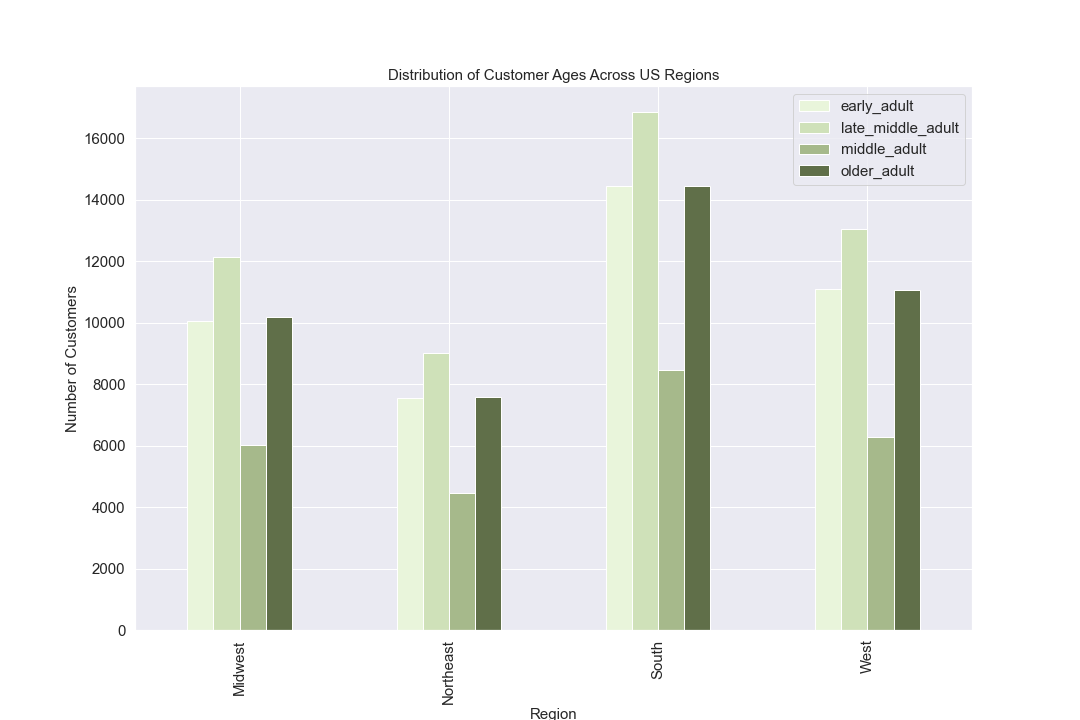 Distribution of Customer Ages Across US Regions
early_adult
late_middle_adult
middle_adult
older_adult
16000
14000
12000
10000
8000
6000
4000
2000
0
Number of Customers
Midwest
Northeast
South
West
Region